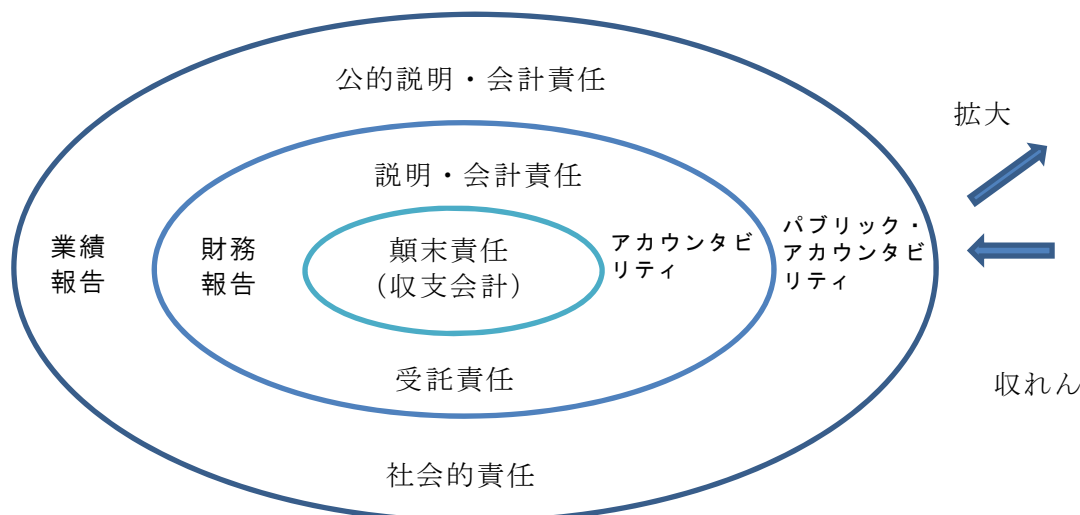 公的説明・会計責任
拡大
説明・会計責任
業績
報告
財務
報告
顛末責任
(収支会計)
アカウンタビ
リティ
パブリック・
アカウンタビ
リティ
受託責任
収れん
社会的責任